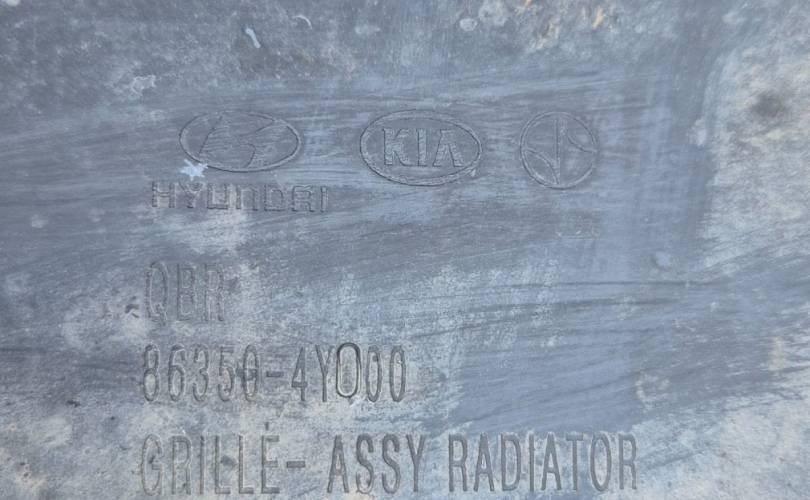 KIA
HYUNDAI
QBR
86350-4Y000
GRILLE- ASSY RADIATOR